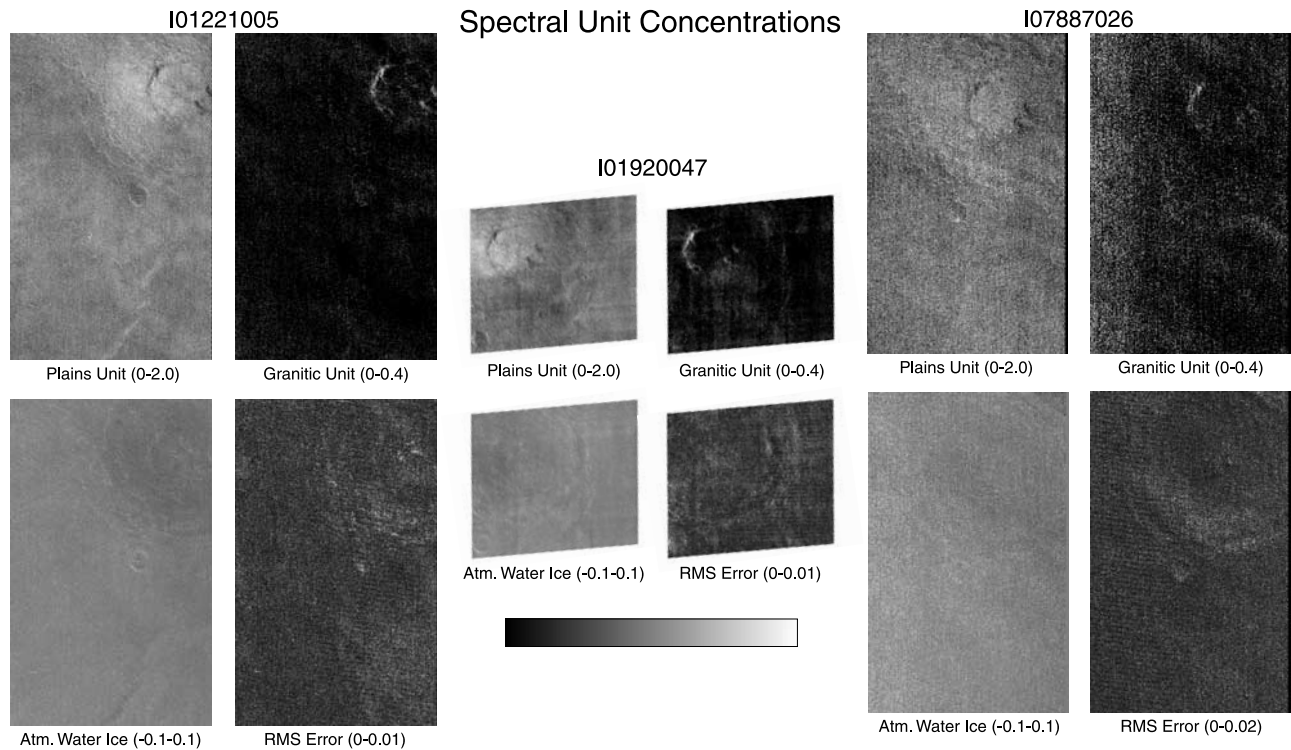 I01221005
Spectral Unit Concentrations
I07887026
I01920047
Plains Unit (0-2.0)
Granitic Unit (0-0.4)
Plains Unit (0-2.0)
Granitic Unit (0-0.4)
Plains Unit (0-2.0)
Granitic Unit (0-0.4)
Atm. Water Ice (-0.1-0.1)
RMS Error (0-0.01)
Atm. Water Ice (-0.1-0.1)
RMS Error (0-0.01)
Atm. Water Ice (-0.1-0.1)
RMS Error (0-0.02)